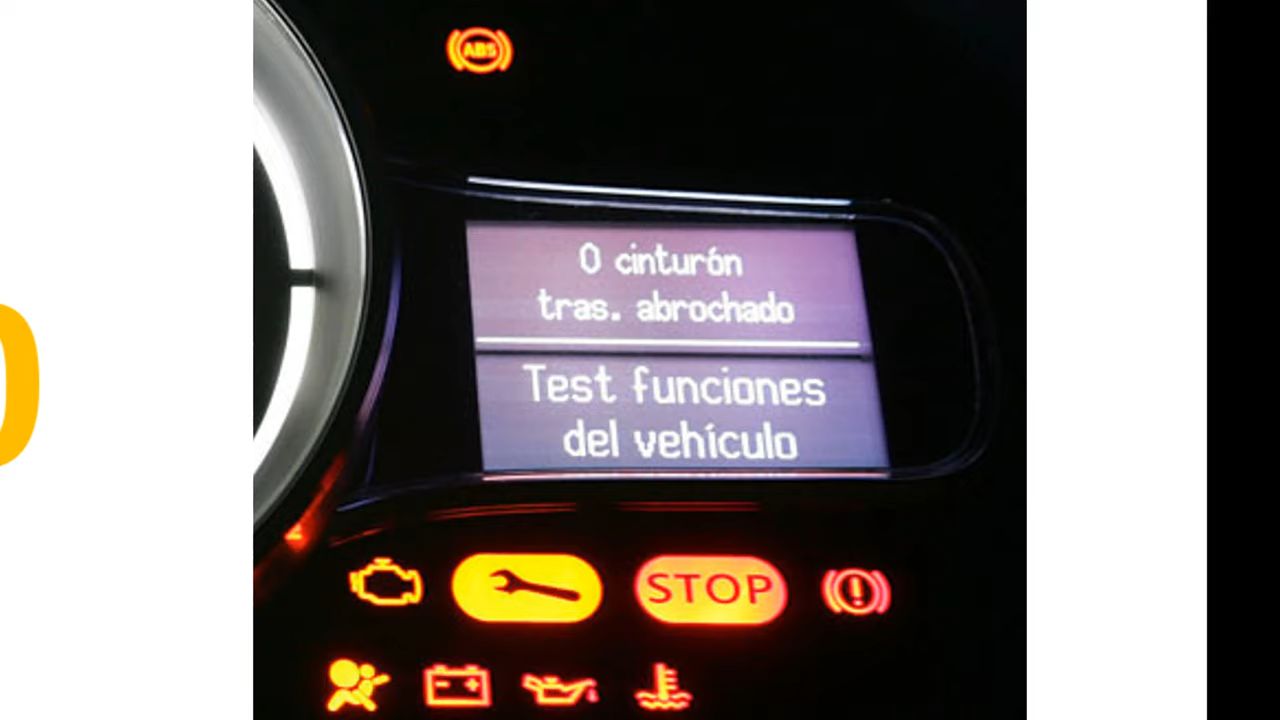 ABS
0 cinturón
tras. abrochado
Test funciones
del vehículo
STOP